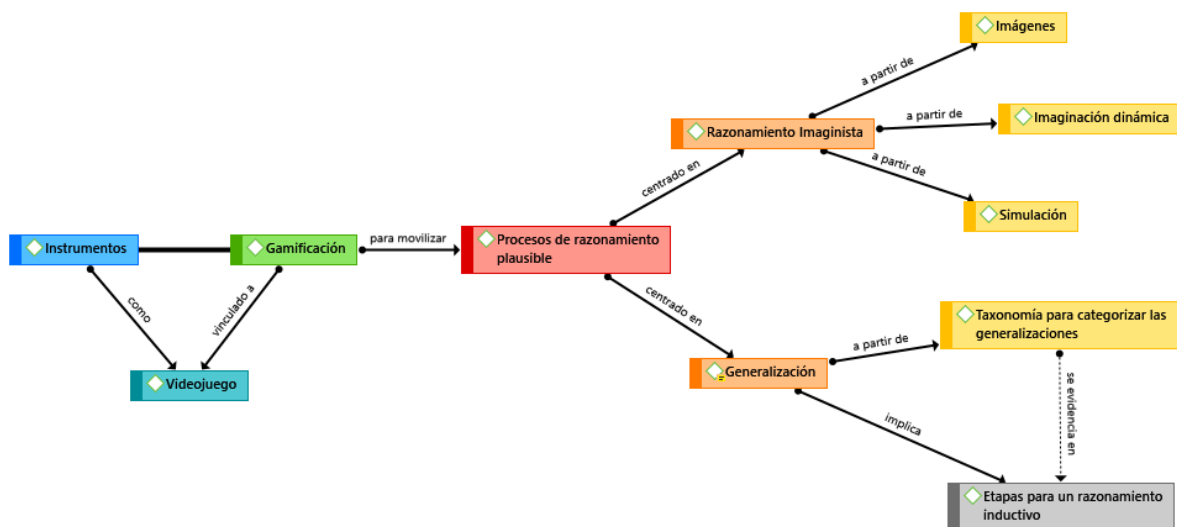 Imágenes
a partir de
Imaginación dinámica
a partir de
Razonamiento Imaginista
a partir de
centrado en
Simulación
Instrumentos
Gamificación
para movilizar
Procesos de razonamiento
plausible
como
vinculado a
centrado en
Taxonomía para categorizar las
generalizaciones
a partir de
Videojuego
Generalización
se evidencia en
implica
Etapas para un razonamiento
inductivo